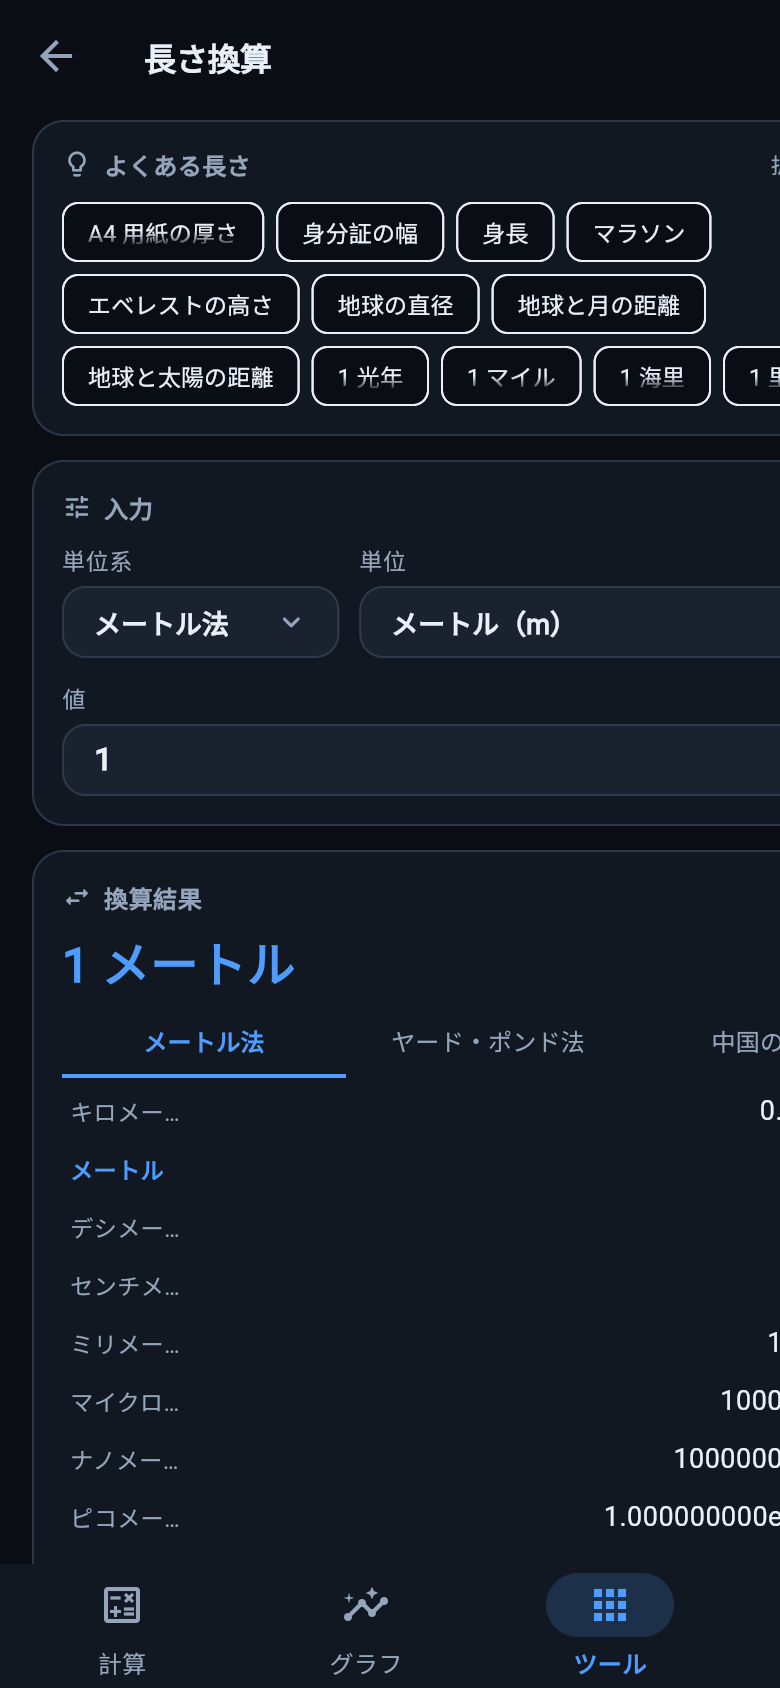 長さ換算
よくある長さ
A4 用紙の厚さ 身分証の幅 身長 マラソン
エベレストの高さ 地球の直径 地球と月の距離
地球と太陽の距離 1 光年 1 マイル 1 海里 1
入力
単位系 単位
メートル法 メートル（m）
値
1
換算結果
1 メートル
メートル法 ヤード・ポンド法 中国の
キロメー... 0.
メートル
デシメー...
センチメ...
ミリメー... 1
マイクロ... 1000
ナノメー... 1000000
ピコメー... 1.000000000e
計算 グラフ ツール